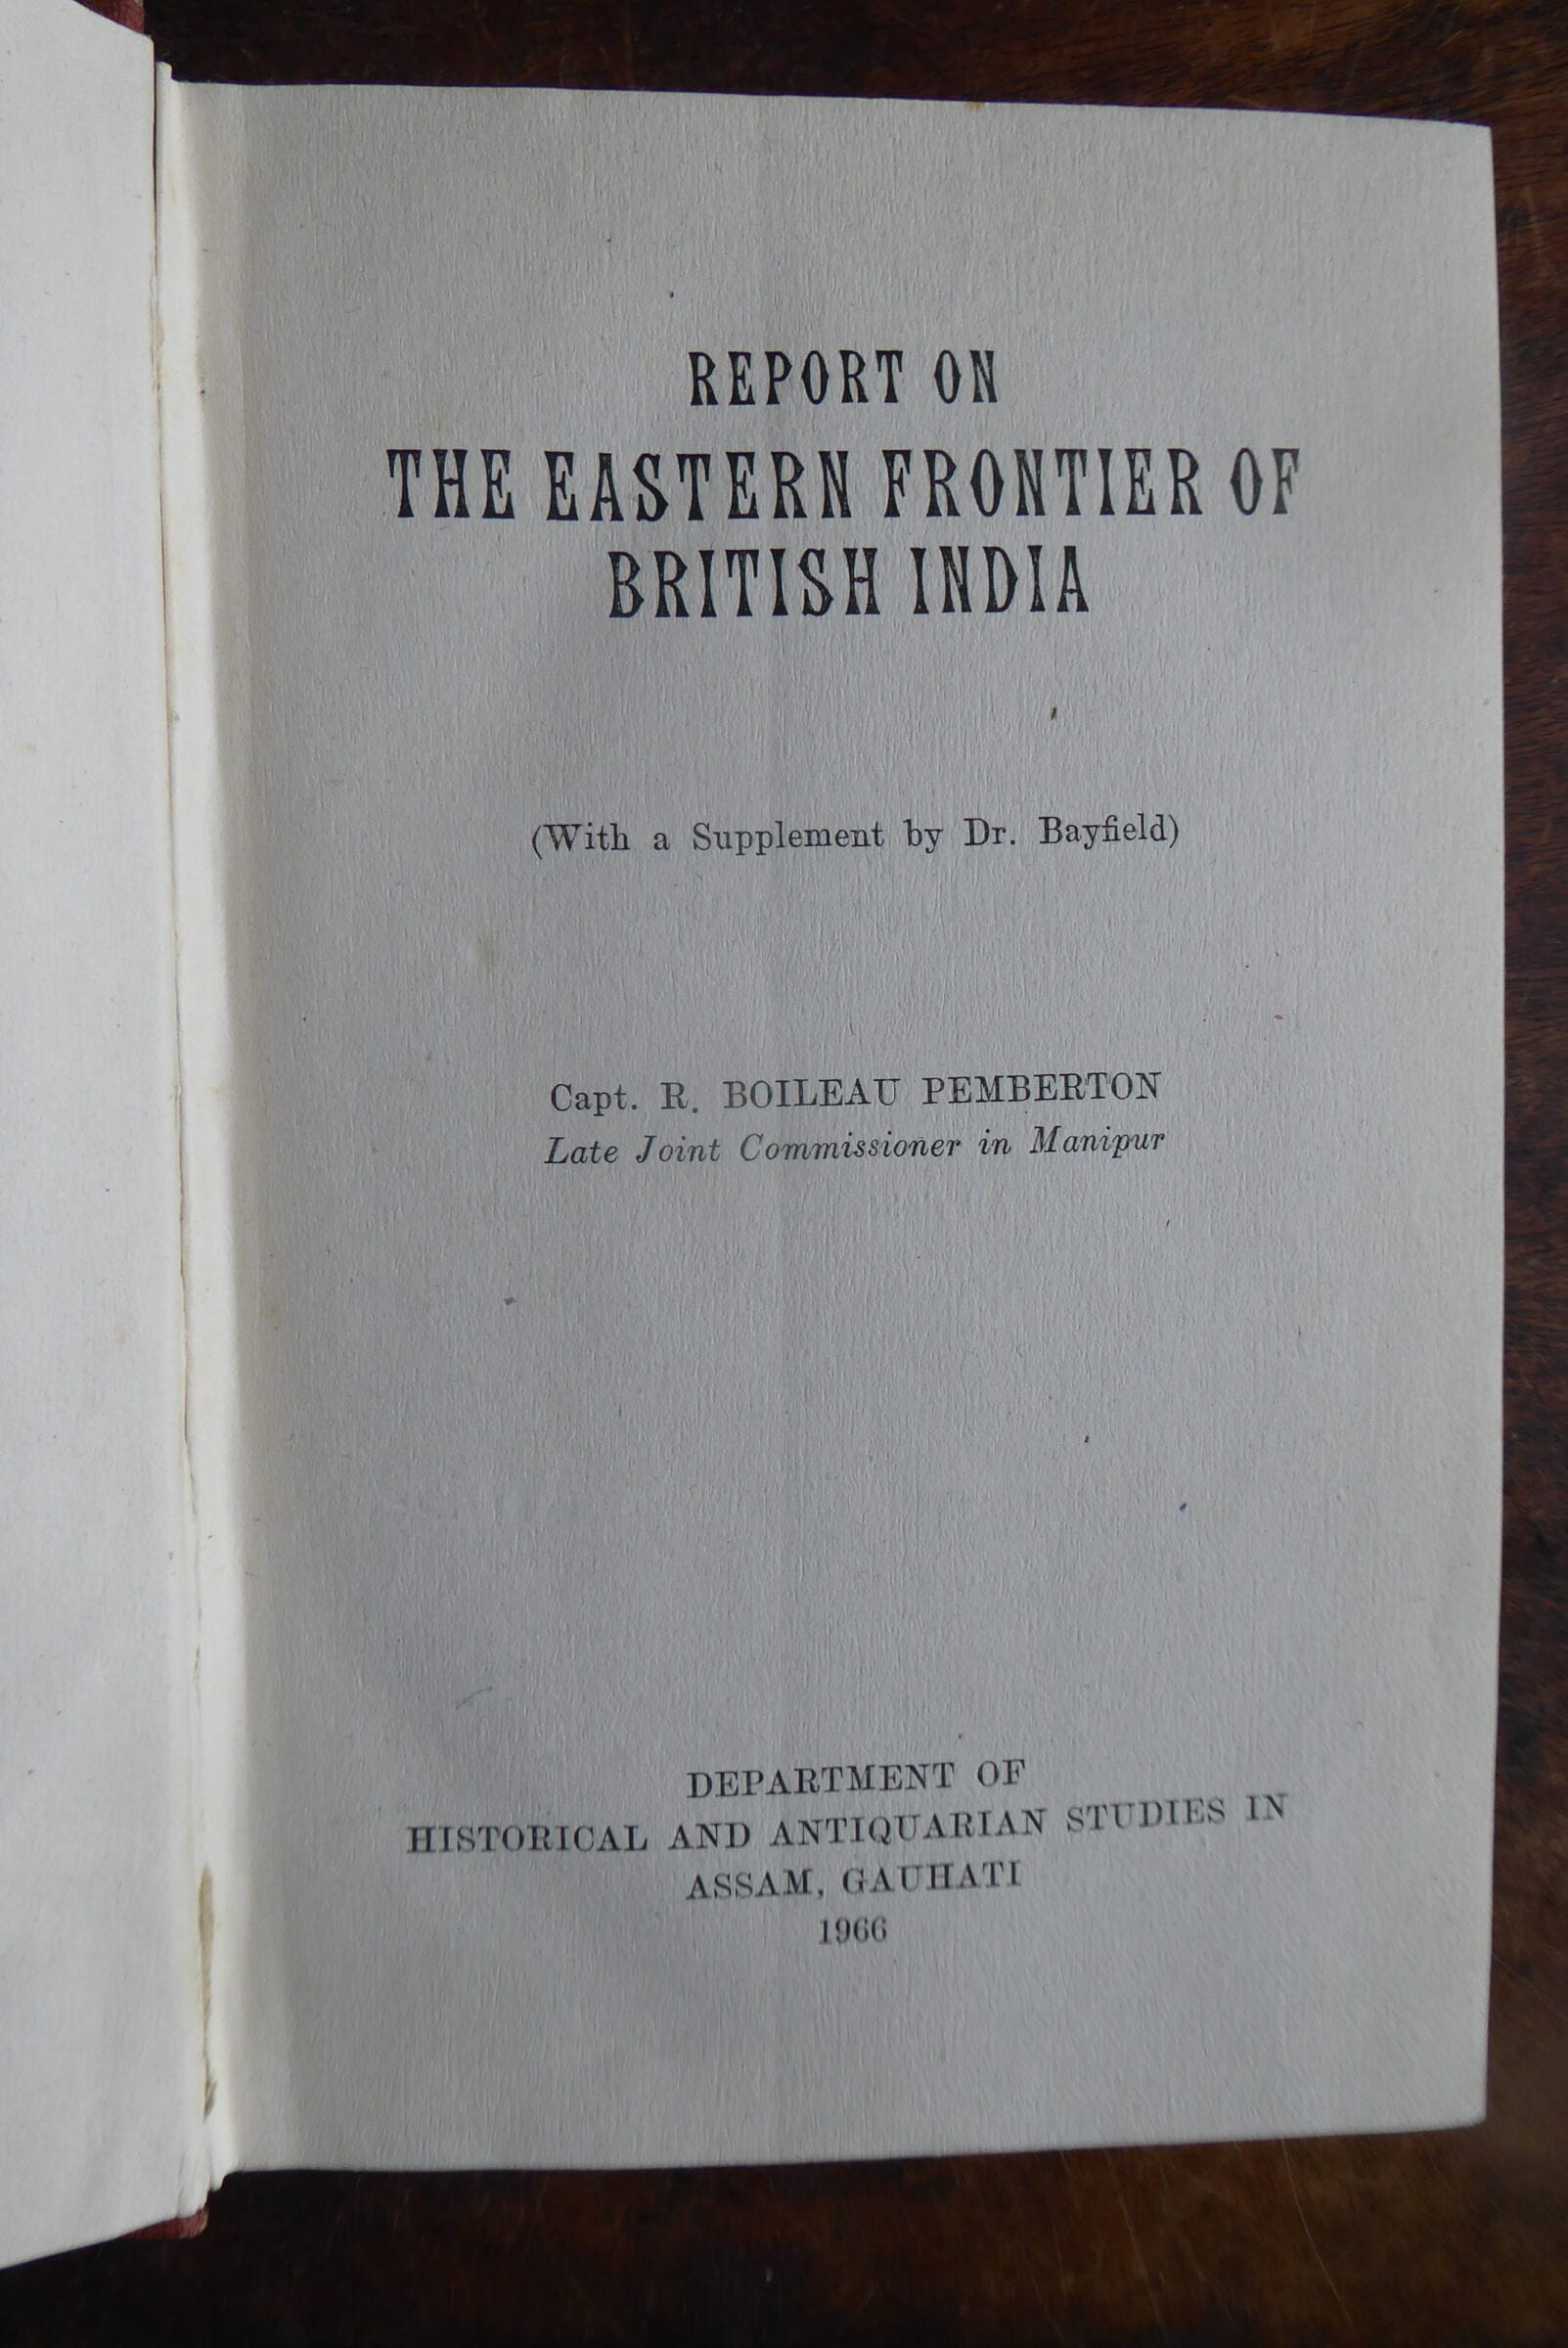 REPORT ON
THE EASTERN FRONTIER OF
BRITISH INDIA
(With a Supplement by Dr. Bayfield)
Capt. R. BOILEAU PEMBERTON
Late Joint Commissioner in Manipur
DEPARTMENT OF
HISTORICAL AND ANTIQUARIAN STUDIES IN
ASSAM, GAUHATI
1966